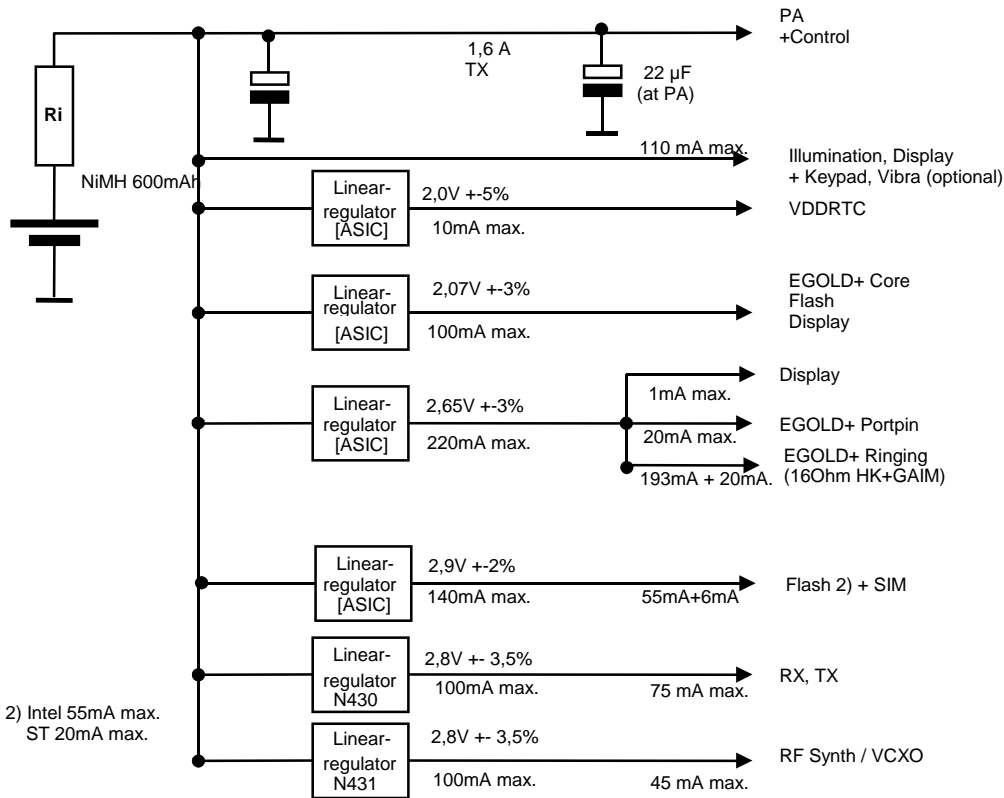 PA
+Control
1,6 A
TX
22 µF
(at PA)
Ri
110 mA max.
Illumination, Display
+ Keypad, Vibra (optional)
NiMH 600mAh
Linear-
regulator
[ASIC]
2,0V +-5%
10mA max.
VDDRTC
Linear-
regulator
[ASIC]
2,07V +-3%
100mA max.
EGOLD+ Core
Flash
Display
Linear-
regulator
[ASIC]
2,65V +-3%
220mA max.
1mA max.
Display
20mA max.
EGOLD+ Portpin
193mA + 20mA.
EGOLD+ Ringing
(16Ohm HK+GAIM)
Linear-
regulator
[ASIC]
2,9V +-2%
140mA max.
55mA+6mA
Flash 2) + SIM
Linear-
regulator
N430
2,8V +- 3,5%
100mA max.
75 mA max.
RX, TX
2) Intel 55mA max.
ST 20mA max.
Linear-
regulator
N431
2,8V +- 3,5%
100mA max.
45 mA max.
RF Synth / VCXO